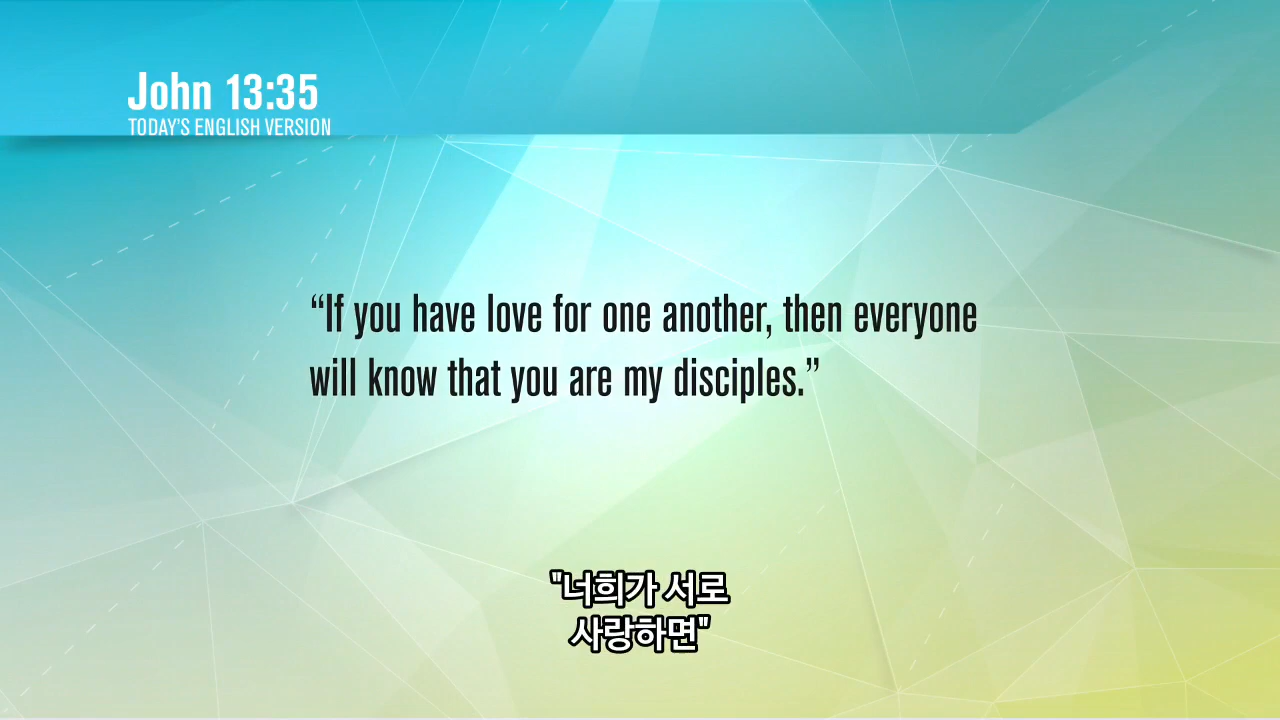 John 13:35
TODAY'S ENGLISH VERSION
“If you have love for one another, then everyone
will know that you are my disciples.”
"너희가 서로
사랑하면"